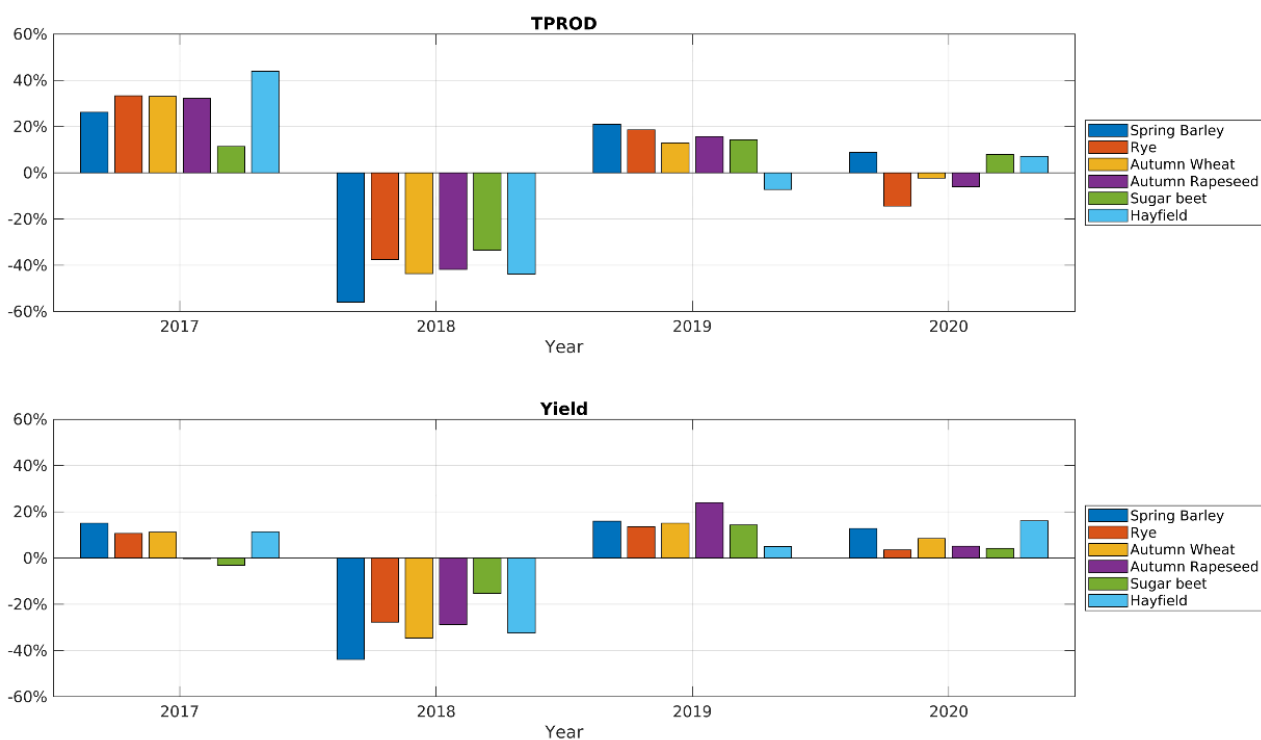 TPROD
60%
40%
20%
0%
-20%
-40%
-60%
2017 2018 2019 2020
Year
Spring Barley
Rye
Autumn Wheat
Autumn Rapeseed
Sugar beet
Hayfield
Yield
60%
40%
20%
0%
-20%
-40%
-60%
2017 2018 2019 2020
Year
Spring Barley
Rye
Autumn Wheat
Autumn Rapeseed
Sugar beet
Hayfield